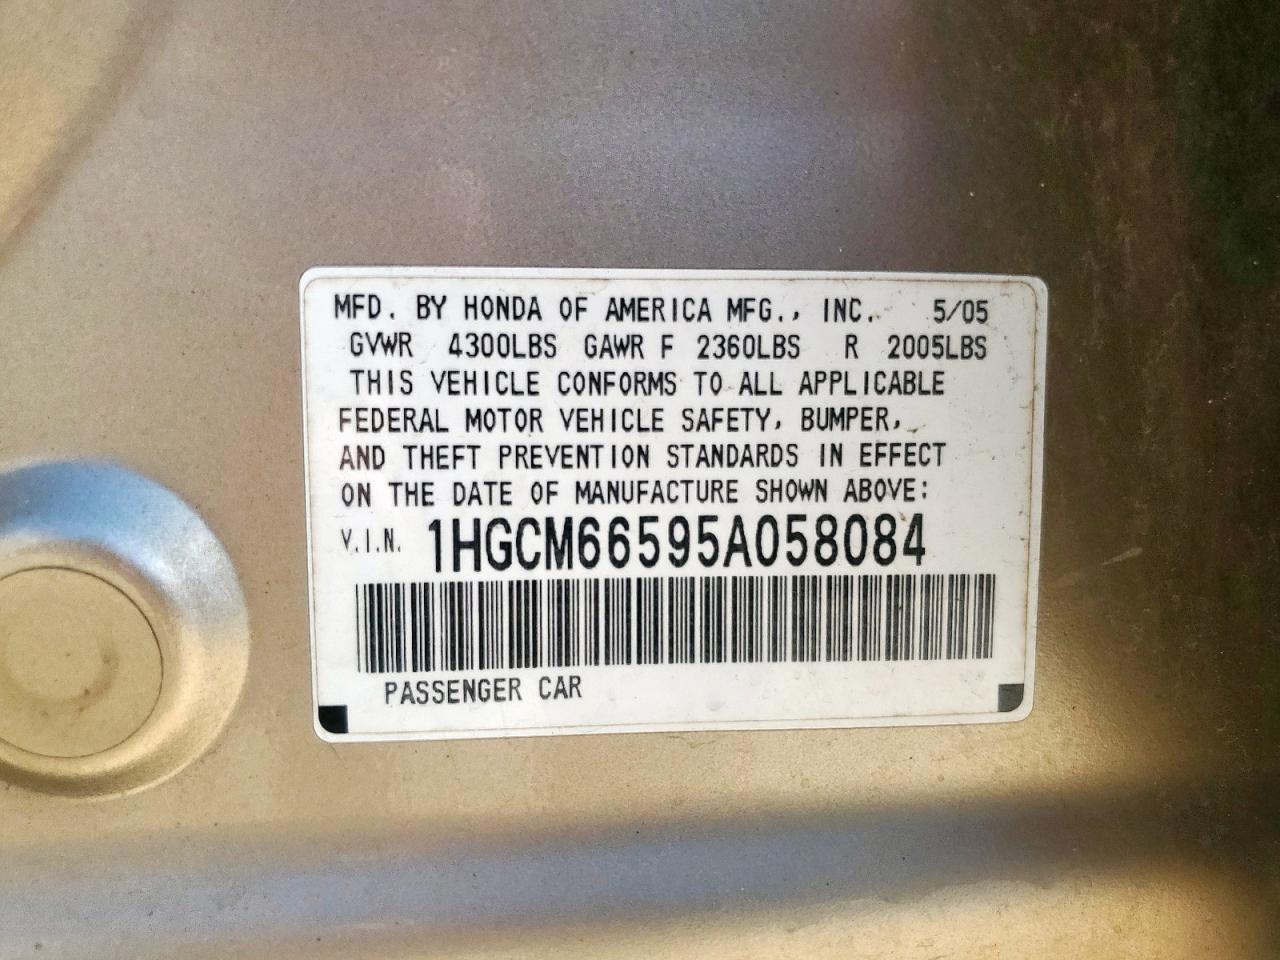 MFD. BY HONDA OF AMERICA MFG., INC. 5/05
GVWR 4300LBS GAWR F 2360LBS R 2005LBS
THIS VEHICLE CONFORMS TO ALL APPLICABLE
FEDERAL MOTOR VEHICLE SAFETY, BUMPER,
AND THEFT PREVENTION STANDARDS IN EFFECT
ON THE DATE OF MANUFACTURE SHOWN ABOVE:
V.I.N. 1HGCM66595A058084
PASSENGER CAR